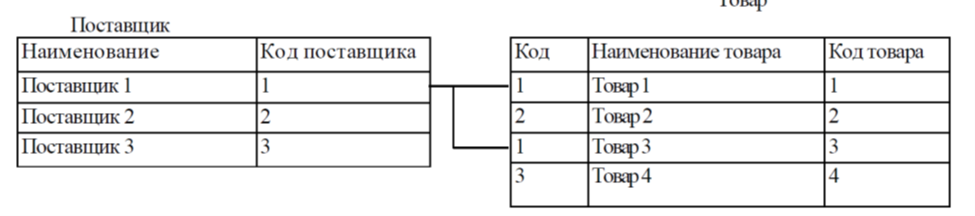 Товар
Поставщик
Наименование Код поставщика
Поставщик 1 1
Поставщик 2 2
Поставщик 3 3
Код Наименование товара Код товара
1 Товар 1 1
2 Товар 2 2
1 Товар 3 3
3 Товар 4 4